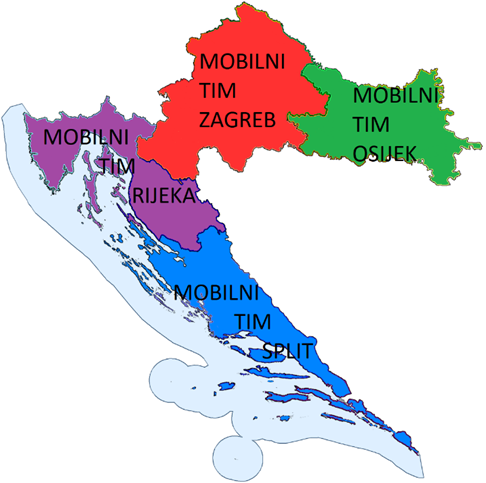 MOBILNI
TIM
ZAGREB
MOBILNI
TIM
OSIJEK
MOBILNI
TIM
RIJEKA
MOBILNI
TIM
SPLIT